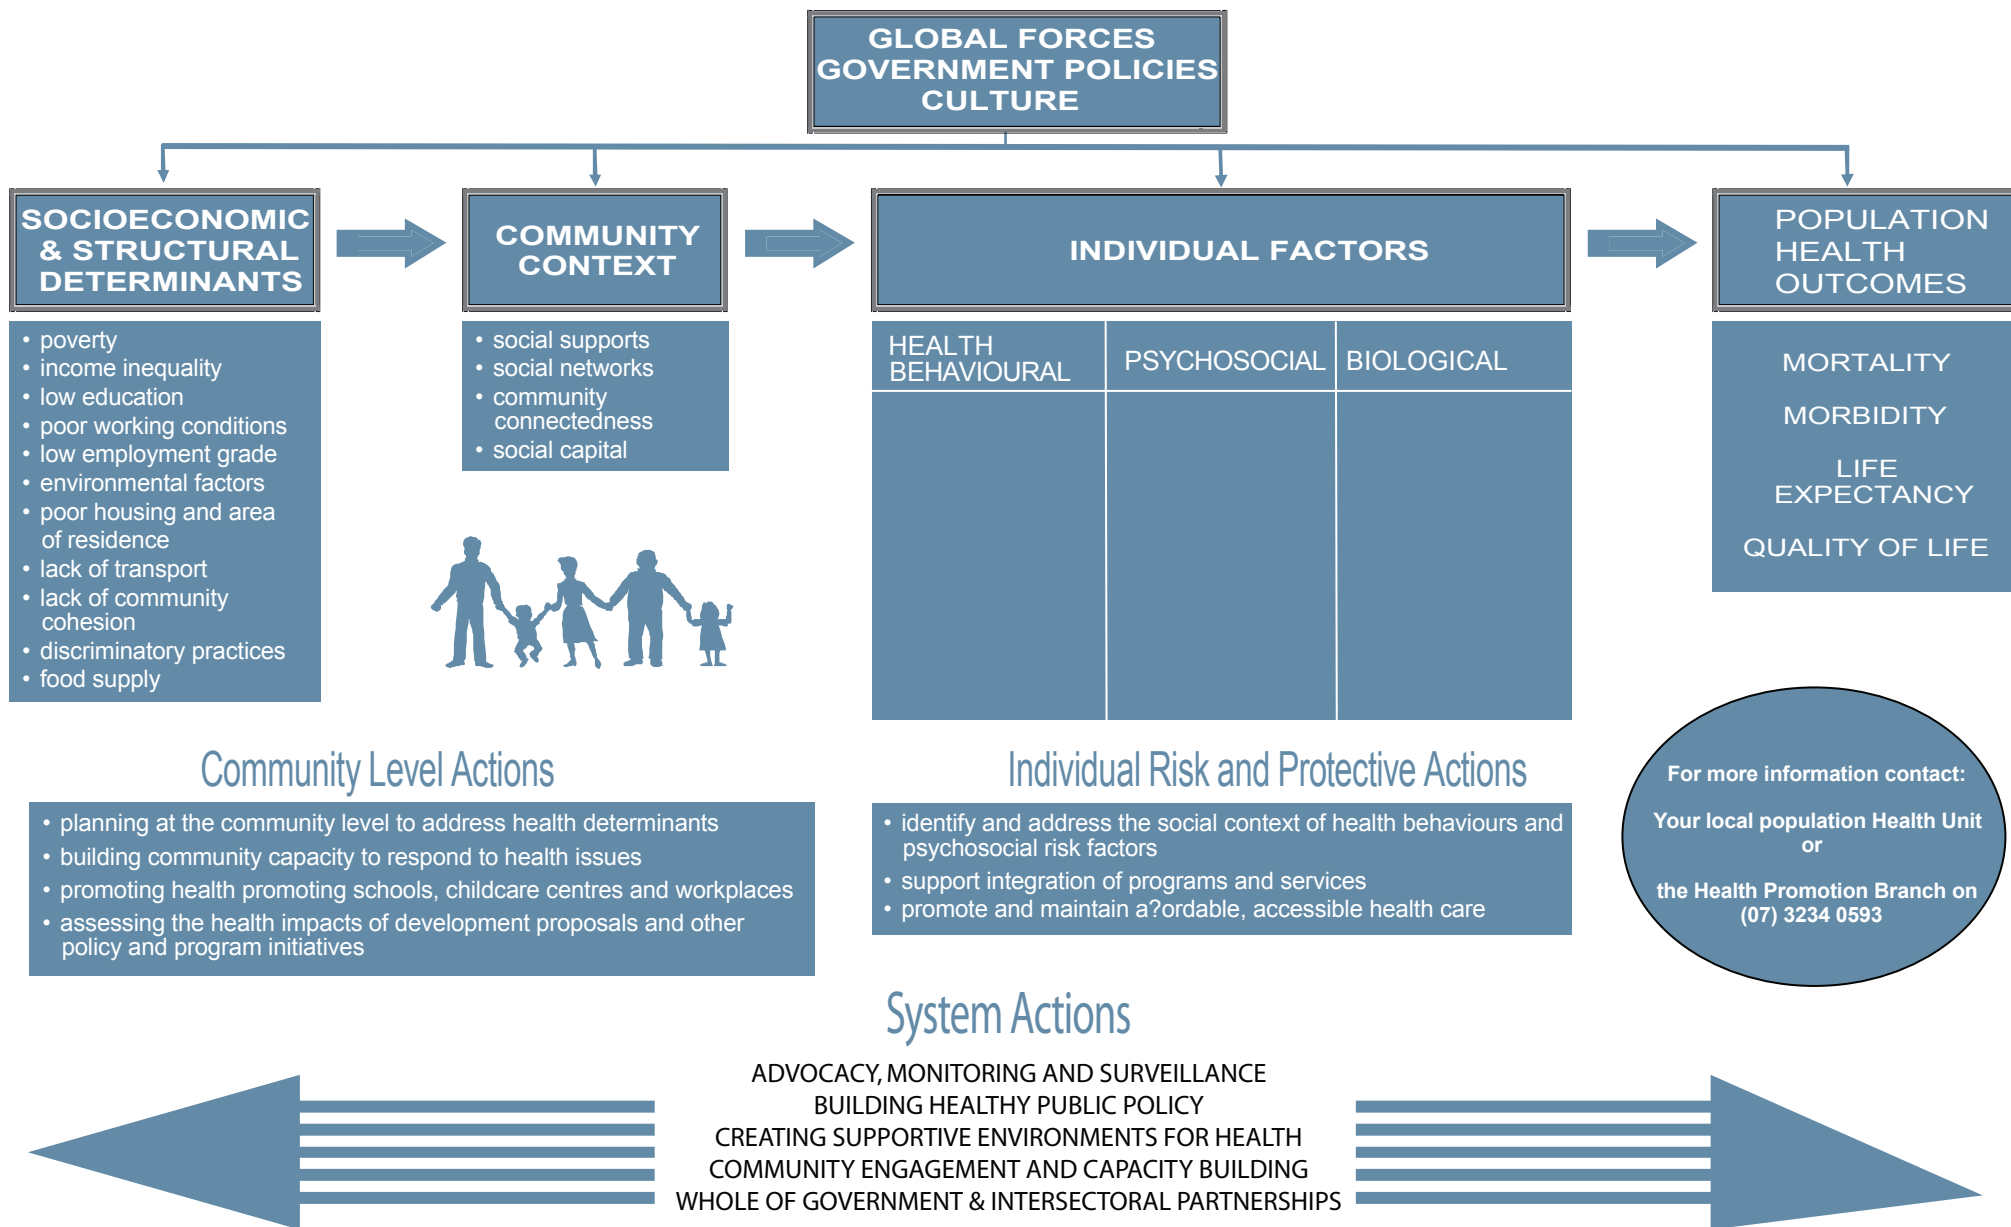 GLOBAL FORCES
GOVERNMENT POLICIES
CULTURE
SOCIOECONOMIC
& STRUCTURAL
DETERMINANTS
• poverty
• income inequality
• low education
• poor working conditions
• low employment grade
• environmental factors
• poor housing and area
of residence
• lack of transport
• lack of community
cohesion
• discriminatory practices
• food supply
COMMUNITY
CONTEXT
• social supports
• social networks
• community
connectedness
• social capital
INDIVIDUAL FACTORS
HEALTH
BEHAVIOURAL
PSYCHOSOCIAL
BIOLOGICAL
POPULATION
HEALTH
OUTCOMES
MORTALITY
MORBIDITY
LIFE
EXPECTANCY
QUALITY OF LIFE
Community Level Actions
• planning at the community level to address health determinants
• building community capacity to respond to health issues
• promoting health promoting schools, childcare centres and workplaces
• assessing the health impacts of development proposals and other
policy and program initiatives
Individual Risk and Protective Actions
• identify and address the social context of health behaviours and
psychosocial risk factors
• support integration of programs and services
• promote and maintain a?ordable, accessible health care
For more information contact:
Your local population Health Unit
or
the Health Promotion Branch on
(07) 3234 0593
System Actions
ADVOCACY, MONITORING AND SURVEILLANCE
BUILDING HEALTHY PUBLIC POLICY
CREATING SUPPORTIVE ENVIRONMENTS FOR HEALTH
COMMUNITY ENGAGEMENT AND CAPACITY BUILDING
WHOLE OF GOVERNMENT & INTERSECTORAL PARTNERSHIPS